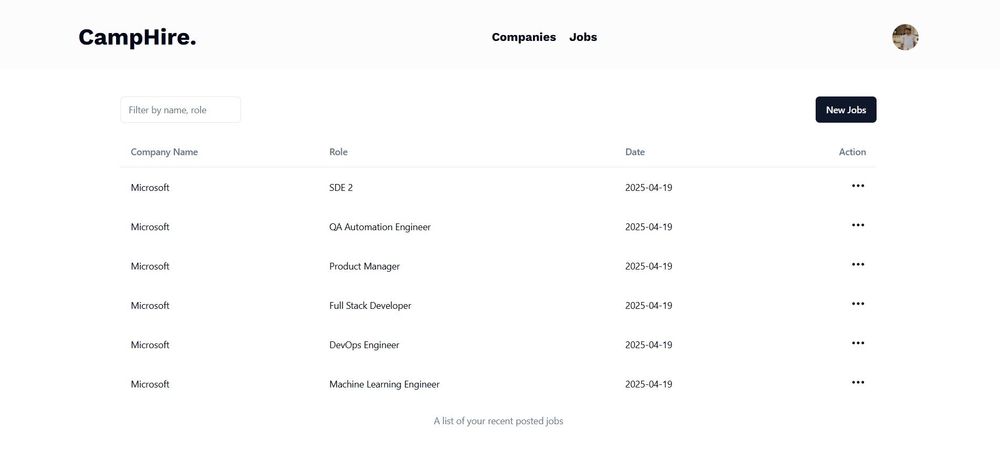 CampHire. Companies Jobs
Filter by name, role New Jobs
Company Name Role Date Action
Microsoft SDE 2 2025-04-19
Microsoft QA Automation Engineer 2025-04-19
Microsoft Product Manager 2025-04-19
Microsoft Full Stack Developer 2025-04-19
Microsoft DevOps Engineer 2025-04-19
Microsoft Machine Learning Engineer 2025-04-19
A list of your recent posted jobs